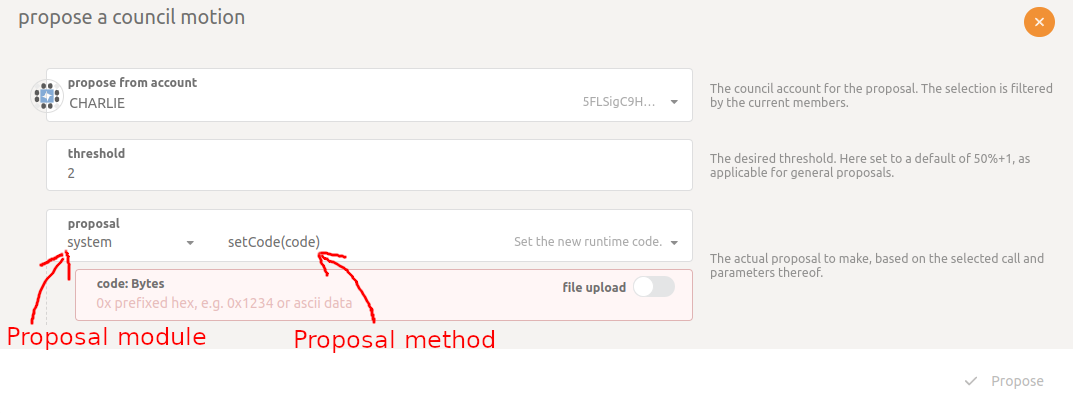 propose a council motion
propose from account
CHARLIE
5FLSigC9H...
The council account for the proposal. The selection is filtered
by the current members.
threshold
2
The desired threshold. Here set to a default of 50%+1, as
applicable for general proposals.
proposal
system
setCode(code)
Set the new runtime code.
The actual proposal to make, based on the selected call and
parameters thereof.
code: Bytes
0x prefixed hex, e.g. 0x1234 or ascii data
file upload
Proposal module
Proposal method
Propose